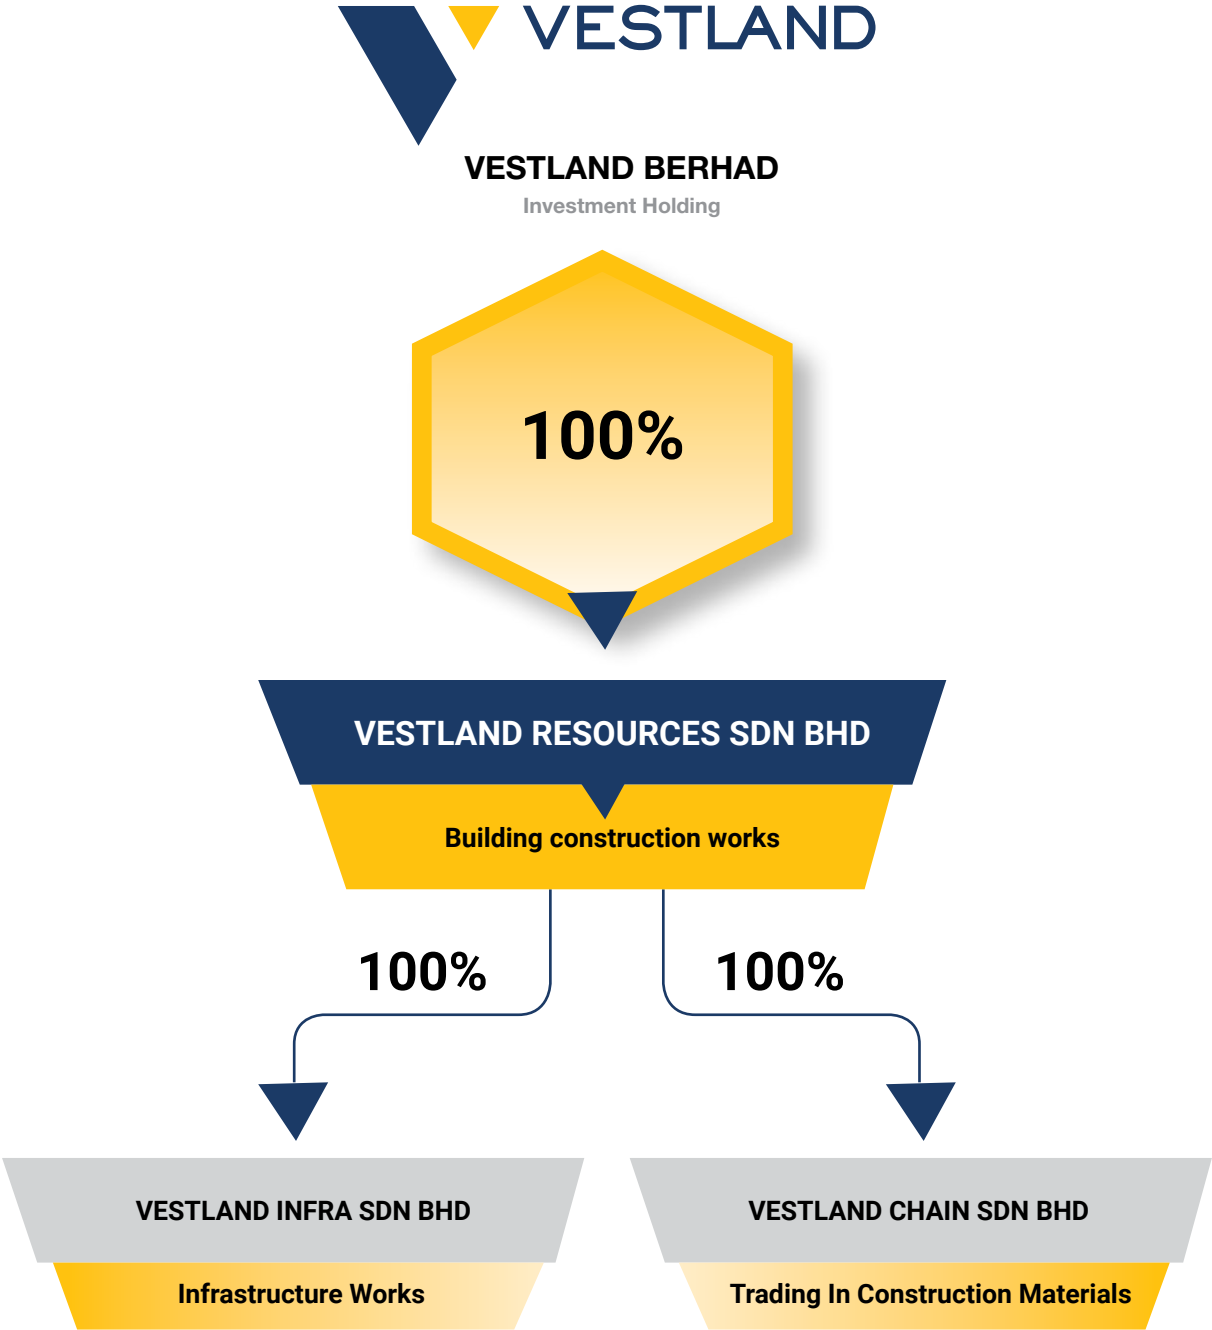 VESTLAND
VESTLAND BERHAD
Investment Holding
100%
VESTLAND RESOURCES SDN BHD
Building construction works
100%
100%
VESTLAND INFRA SDN BHD
Infrastructure Works
VESTLAND CHAIN SDN BHD
Trading In Construction Materials